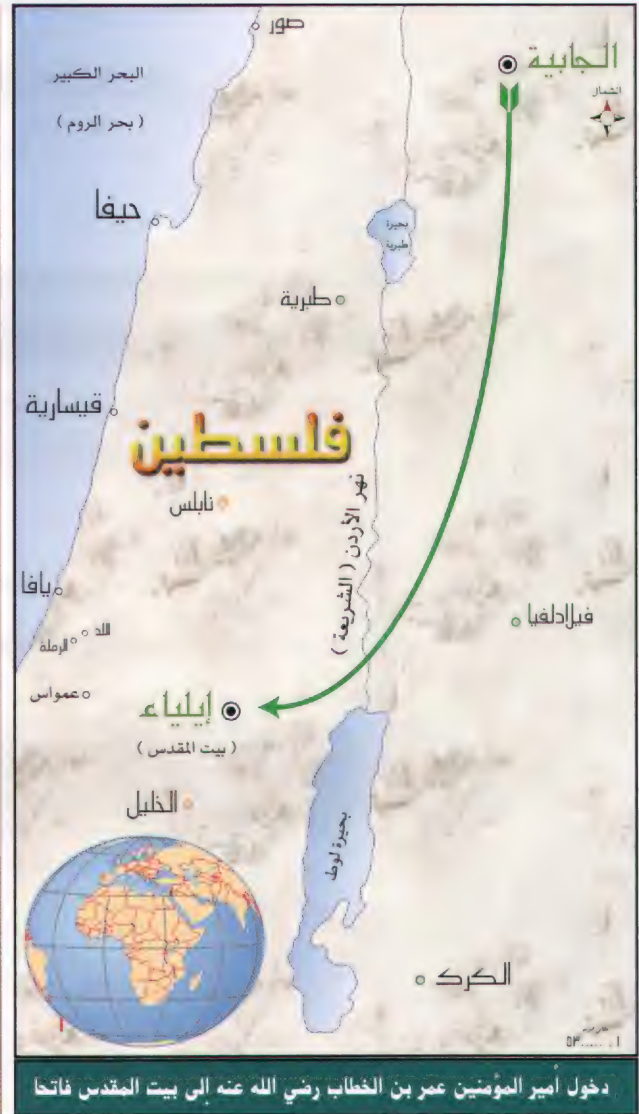 صور
الجابية
الشمال
البحر الكبير
( بحر الروم )
حيفا
بحيرة
طبرية
طبرية
قيسارية
فلسطين
نابلس
نهر الأردن ( الشريعة )
يافا
فيلادلفيا
اللد
الرملة
عمواس
إيلياء
( بيت المقدس )
الخليل
بحيرة لوط
الكرك
دخول أمير المؤمنين عمر بن الخطاب رضي الله عنه إلى بيت المقدس فاتحا